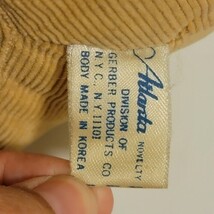 Atlanta
NOVELTY
DIVISION OF
GERBER PRODUCTS CO
N.Y.C., N.Y. 11101
BODY MADE IN KOREA